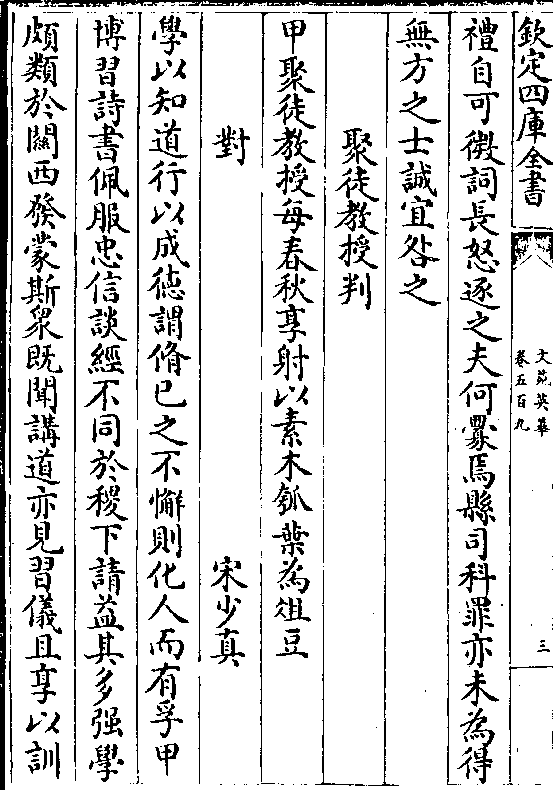 欽定四庫全書
文苑英華
卷五百九
三
禮自可徴詞長怒逐之夫何釁焉縣司科罪亦未為得
無方之士誠宜咎之
聚徒教授判
甲聚徒教授每春秋享射以素木瓠葉為俎豆
對
宋少真
學以知道行以成徳謂脩已之不懈則化人而有孚甲
博習詩書佩服忠信談經不同於稷下請益其多强學
頗類於闗西發蒙斯衆既聞講道亦見習儀且享以訓